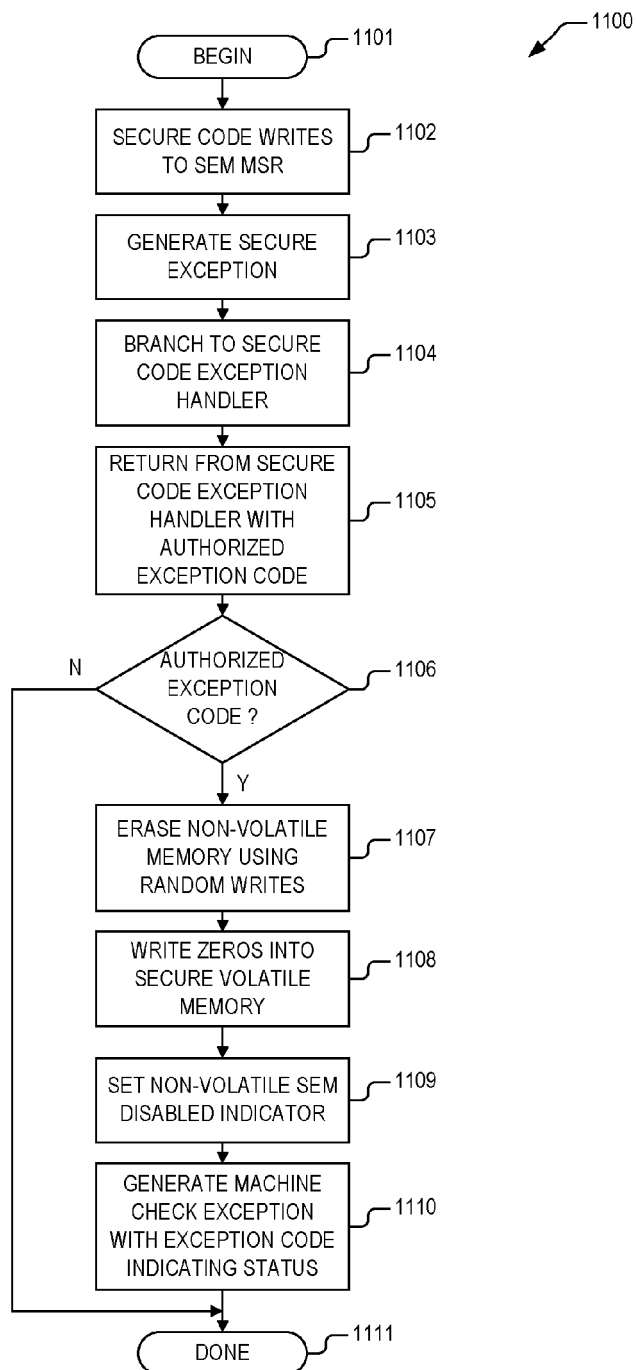 1100
BEGIN
1101
SECURE CODE WRITES
TO SEM MSR
1102
GENERATE SECURE
EXCEPTION
1103
BRANCH TO SECURE
CODE EXCEPTION
HANDLER
1104
RETURN FROM SECURE
CODE EXCEPTION
HANDLER WITH
AUTHORIZED
EXCEPTION CODE
1105
AUTHORIZED
EXCEPTION
CODE ?
1106
N
Y
ERASE NON-VOLATILE
MEMORY USING
RANDOM WRITES
1107
WRITE ZEROS INTO
SECURE VOLATILE
MEMORY
1108
SET NON-VOLATILE SEM
DISABLED INDICATOR
1109
GENERATE MACHINE
CHECK EXCEPTION
WITH EXCEPTION CODE
INDICATING STATUS
1110
DONE
1111